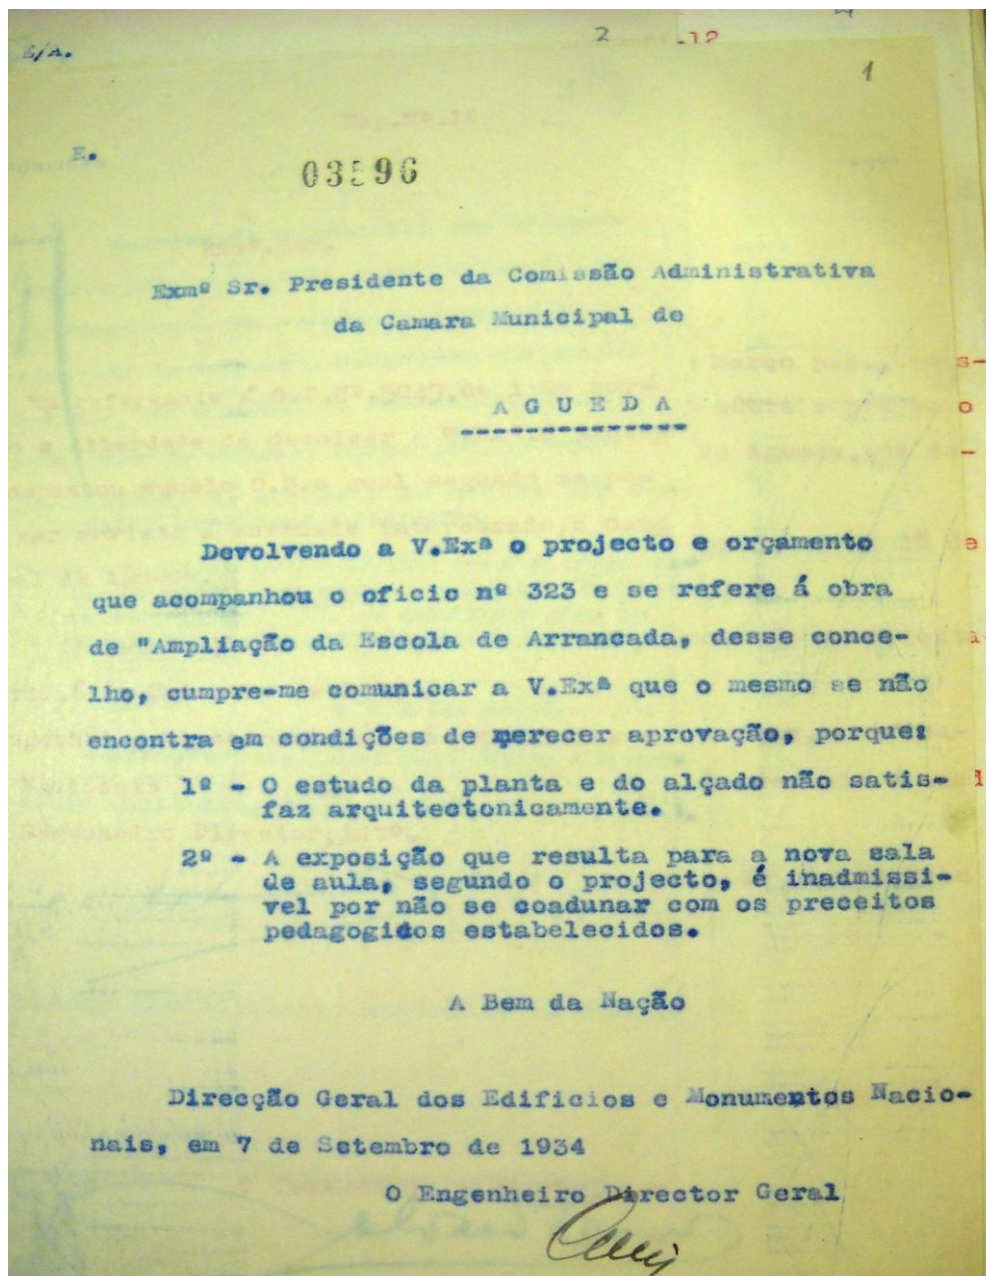 E/A.
2 -12
1
E.
03596
Exmº Sr. Presidente da Comissão Administrativa
da Camara Municipal de
A G U E D A
Devolvendo a V.Exª o projecto e orçamento
que acompanhou o oficio nº 323 e se refere á obra
de "Ampliação da Escola de Arrancada, desse conce-
lho, cumpre-me comunicar a V.Exª que o mesmo se não
encontra em condições de merecer aprovação, porque:
1º - O estudo da planta e do alçado não satis-
faz arquitectonicamente.
2º - A exposição que resulta para a nova sala
de aula, segundo o projecto, é inadmissi-
vel por não se coadunar com os preceitos
pedagogicos estabelecidos.
A Bem da Nação
Direcção Geral dos Edificios e Monumentos Nacio-
nais, em 7 de Setembro de 1934
O Engenheiro Director Geral